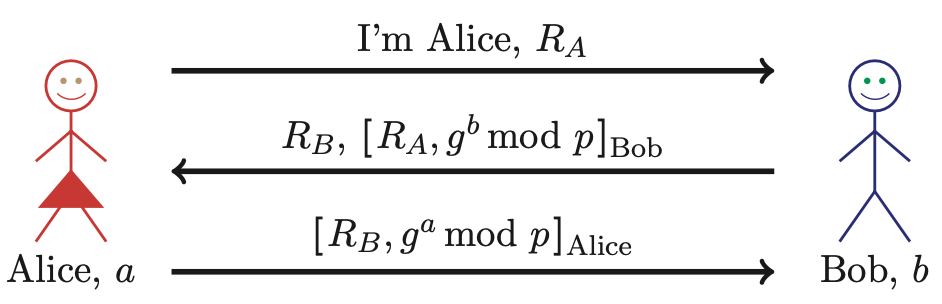 I'm Alice, R_A
R_B, [R_A, g^b mod p]_Bob
[R_B, g^a mod p]_Alice
Alice, a
Bob, b